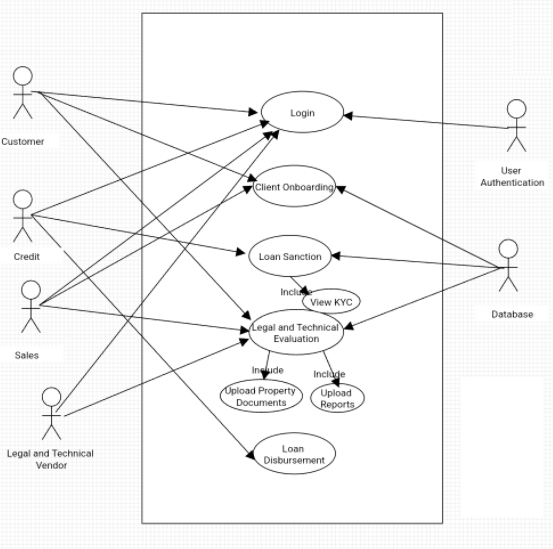 Login
Customer
User
Authentication
Client Onboarding
Credit
Loan Sanction
Include
View KYC
Database
Legal and Technical
Evaluation
Sales
Include
Include
Upload Property
Documents
Upload
Reports
Legal and Technical
Vendor
Loan
Disbursement